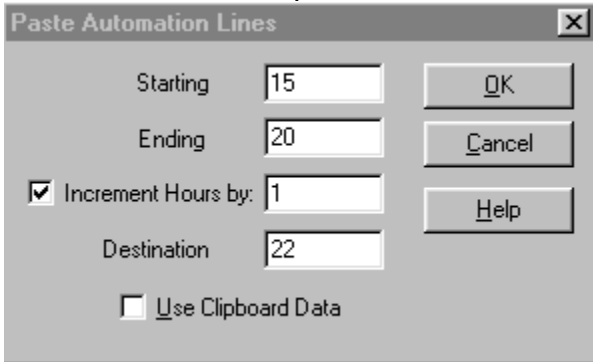 Paste Automation Lines
Starting 15 OK
Ending 20 Cancel
Increment Hours by: 1 Help
Destination 22
Use Clipboard Data